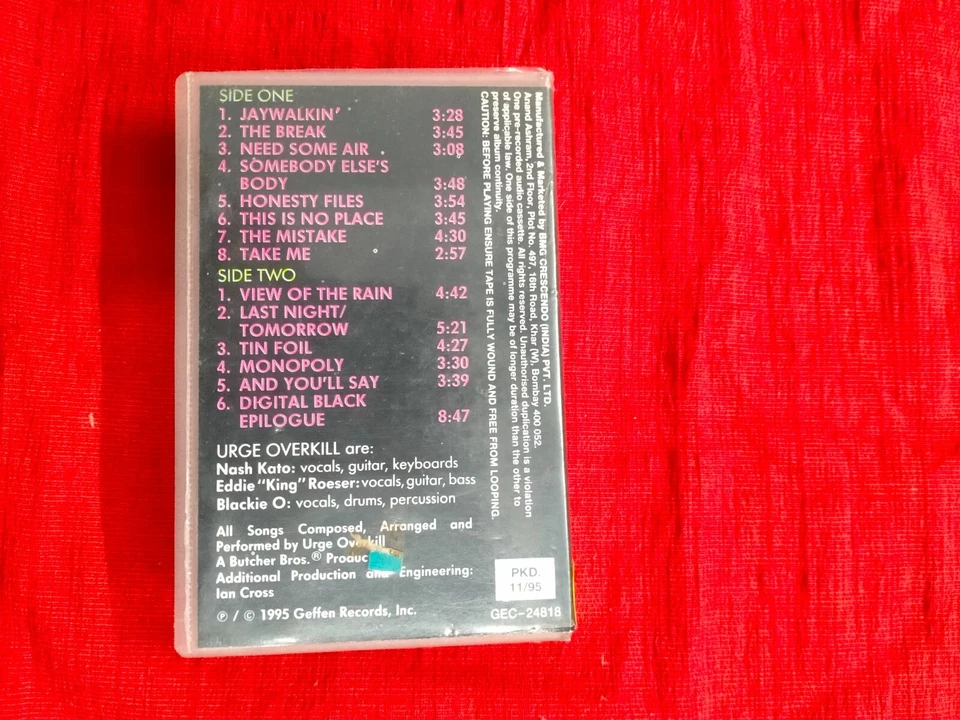 SIDE ONE
1. JAYWALKIN' 3:28
2. THE BREAK 3:45
3. NEED SOME AIR 3:08
4. SOMEBODY ELSE'S
BODY 3:48
5. HONESTY FILES 3:54
6. THIS IS NO PLACE 3:45
7. THE MISTAKE 4:30
8. TAKE ME 2:57
SIDE TWO
1. VIEW OF THE RAIN 4:42
2. LAST NIGHT/
TOMORROW 5:21
3. TIN FOIL 4:27
4. MONOPOLY 3:30
5. AND YOU'LL SAY 3:39
6. DIGITAL BLACK
EPILOGUE 8:47
URGE OVERKILL are:
Nash Kato: vocals, guitar, keyboards
Eddie "King" Roeser: vocals, guitar, bass
Blackie O: vocals, drums, percussion
All Songs Composed, Arranged and
Performed by Urge Overkill
A Butcher Bros.® Produc
Additional Production and Engineering:
Ian Cross
℗ / © 1995 Geffen Records, Inc.
Manufactured & Marketed by BMG CRESCENDO (INDIA) PVT. LTD.
Anand Ashram, 2nd Floor, Plot No. 497, 16th Road, Khar (W), Bombay 400 052.
One pre-recorded audio cassette. All rights reserved. Unauthorised duplication is a violation
of applicable law. One side of this programme may be of longer duration than the other to
preserve album continuity.
CAUTION: BEFORE PLAYING ENSURE TAPE IS FULLY WOUND AND FREE FROM LOOPING.
PKD.
11/95
GEC-24818